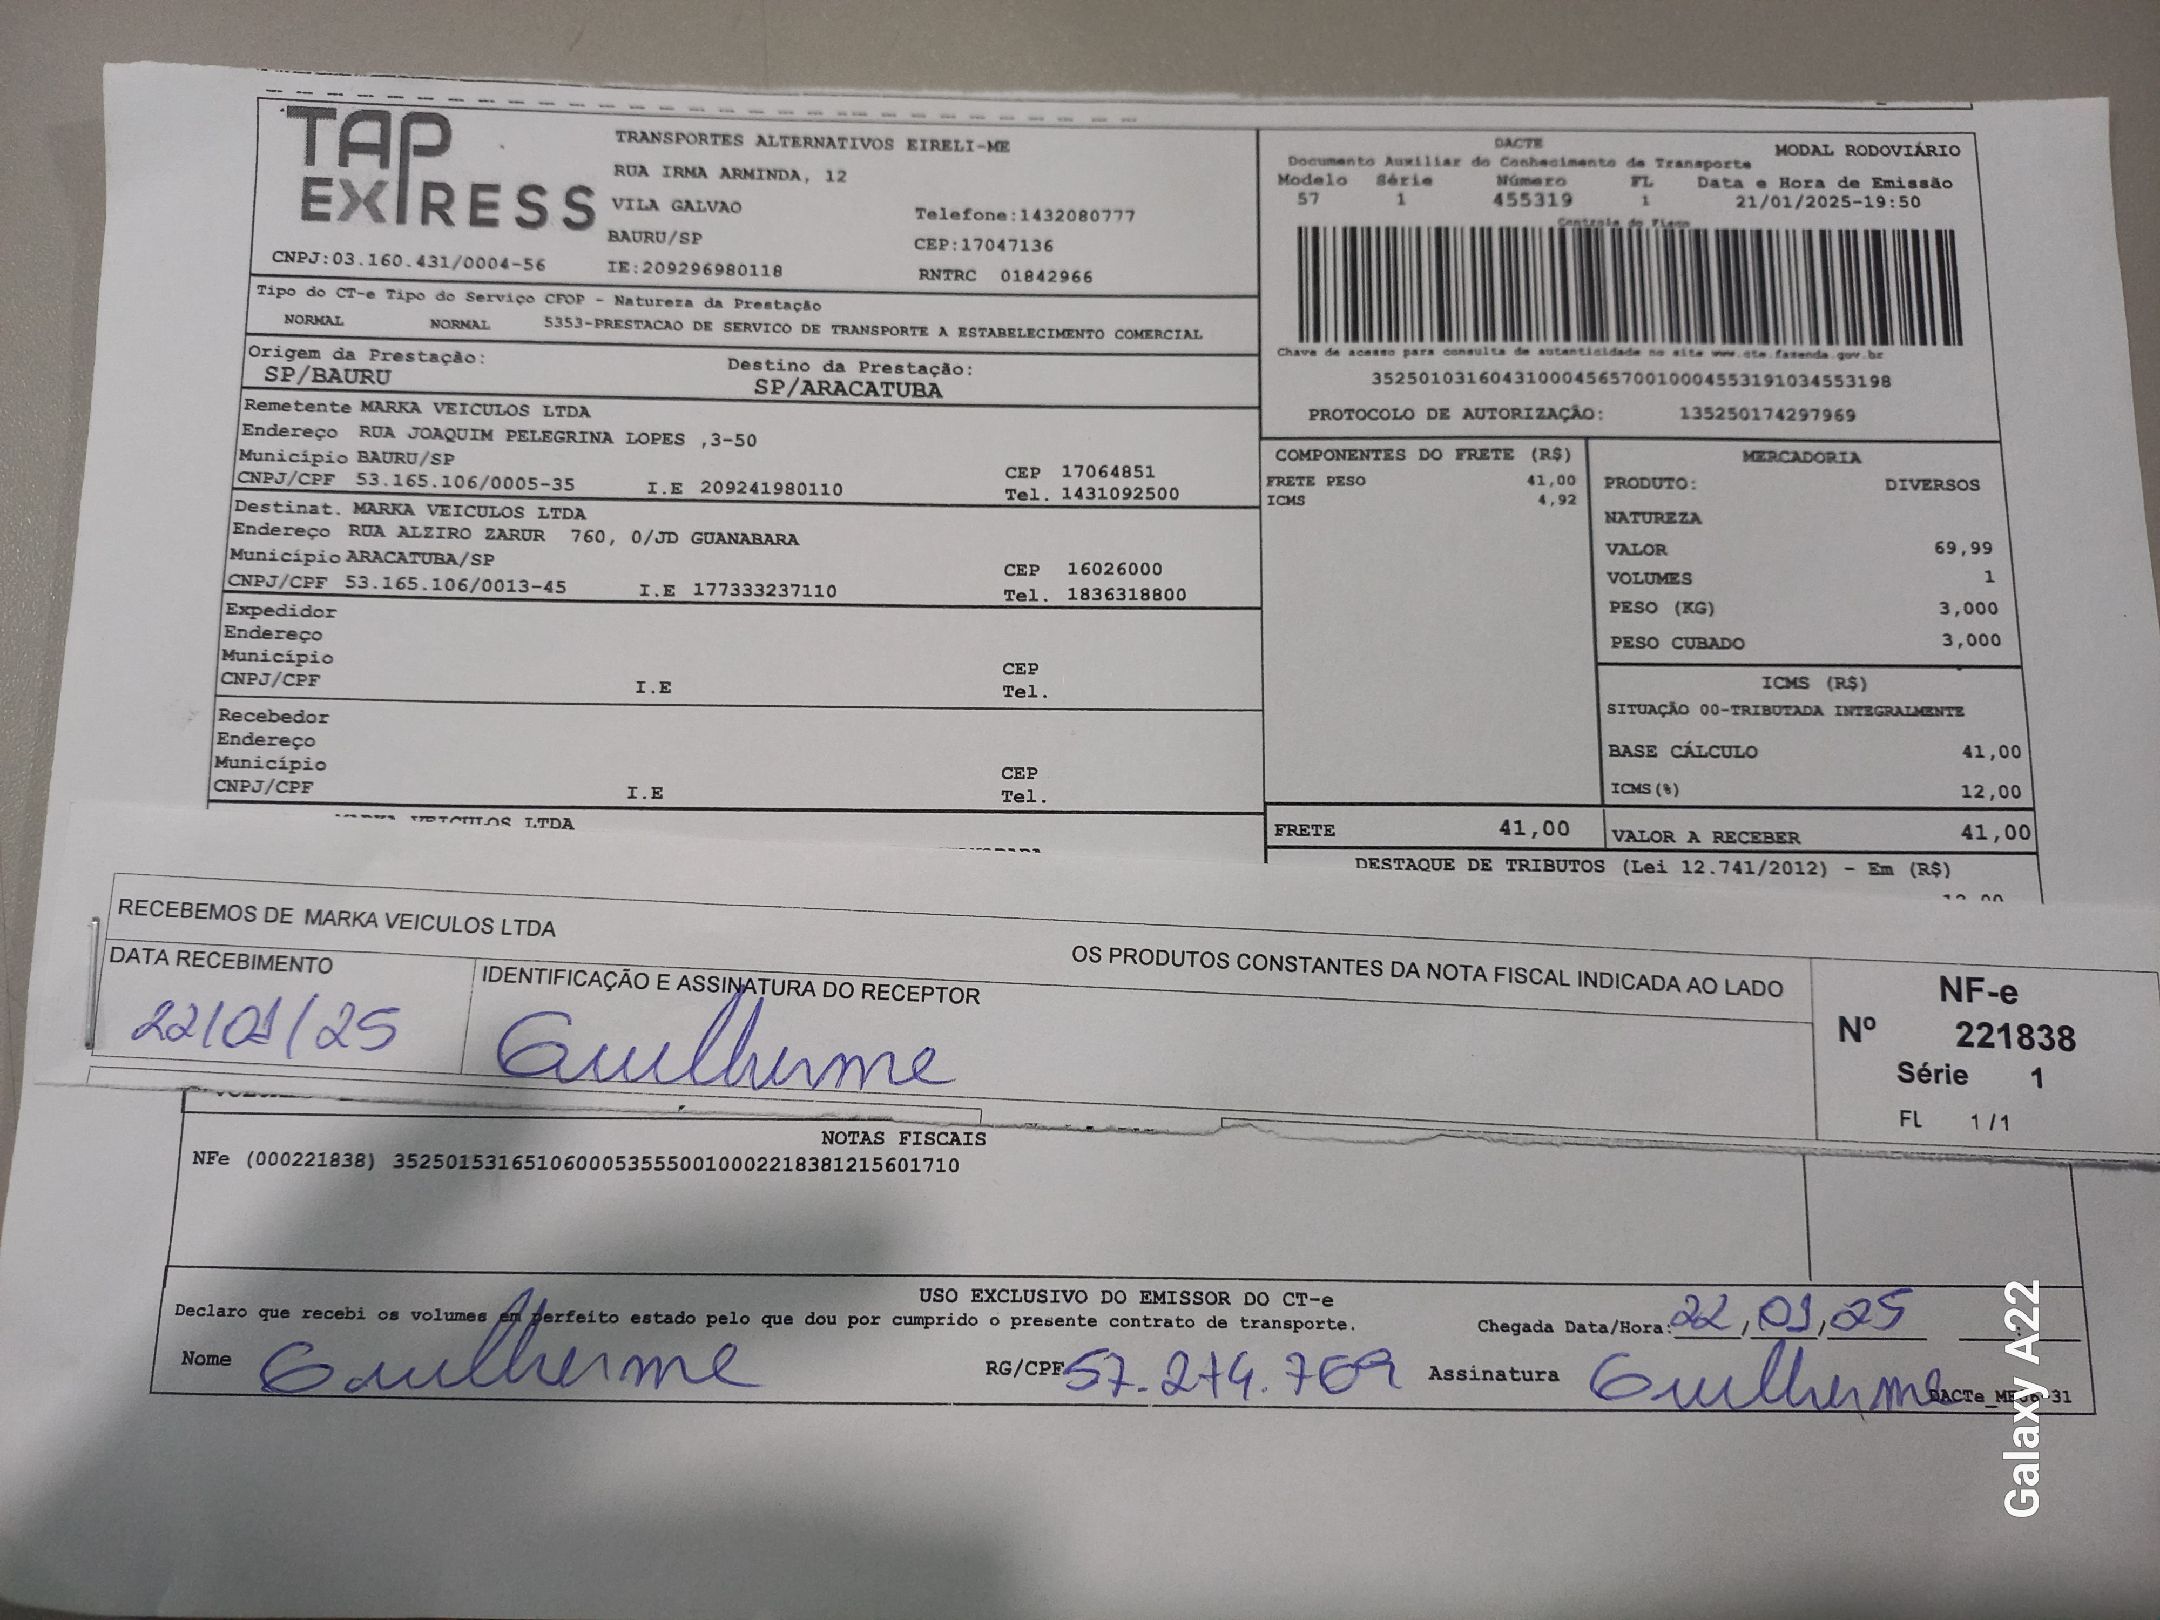 TAP EXPRESS
TRANSPORTES ALTERNATIVOS EIRELI-ME
RUA IRMA ARMINDA, 12
VILA GALVAO
Telefone:1432080777
BAURU/SP
CEP:17047136
CNPJ:03.160.431/0004-56
IE:209296980118
RNTRC 01842966
DACTE
MODAL RODOVIÁRIO
Documento Auxiliar do Conhecimento de Transporte
Modelo Série Número FL Data e Hora de Emissão
57 1 455319 1 21/01/2025-19:50
Controle do Fisco
Chave de acesso para consulta de autenticidade no site www.cte.fazenda.gov.br
35250103160431000456570010004553191034553198
PROTOCOLO DE AUTORIZAÇÃO: 135250174297969
Tipo do CT-e Tipo do Serviço CFOP - Natureza da Prestação
NORMAL NORMAL 5353-PRESTACAO DE SERVICO DE TRANSPORTE A ESTABELECIMENTO COMERCIAL
Origem da Prestação: Destino da Prestação:
SP/BAURU SP/ARACATUBA
Remetente MARKA VEICULOS LTDA
Endereço RUA JOAQUIM PELEGRINA LOPES ,3-50
Município BAURU/SP CEP 17064851
CNPJ/CPF 53.165.106/0005-35 I.E 209241980110 Tel. 1431092500
Destinat. MARKA VEICULOS LTDA
Endereço RUA ALZIRO ZARUR 760, 0/JD GUANABARA
Município ARACATUBA/SP CEP 16026000
CNPJ/CPF 53.165.106/0013-45 I.E 177333237110 Tel. 1836318800
Expedidor
Endereço
Município CEP
CNPJ/CPF I.E Tel.
Recebedor
Endereço
Município CEP
CNPJ/CPF I.E Tel.
MARKA VEICULOS LTDA
COMPONENTES DO FRETE (R$)
FRETE PESO 41,00
ICMS 4,92
MERCADORIA
PRODUTO: DIVERSOS
NATUREZA
VALOR 69,99
VOLUMES 1
PESO (KG) 3,000
PESO CUBADO 3,000
ICMS (R$)
SITUAÇÃO 00-TRIBUTADA INTEGRALMENTE
BASE CÁLCULO 41,00
ICMS(%) 12,00
FRETE 41,00 VALOR A RECEBER 41,00
DESTAQUE DE TRIBUTOS (Lei 12.741/2012) - Em (R$)
RECEBEMOS DE MARKA VEICULOS LTDA OS PRODUTOS CONSTANTES DA NOTA FISCAL INDICADA AO LADO
DATA RECEBIMENTO IDENTIFICAÇÃO E ASSINATURA DO RECEPTOR
22/01/25 Guilherme
NF-e
Nº 221838
Série 1
FL 1/1
NOTAS FISCAIS
NFe (000221838) 35250153165106000535550010002218381215601710
USO EXCLUSIVO DO EMISSOR DO CT-e
Declaro que recebi os volumes em perfeito estado pelo que dou por cumprido o presente contrato de transporte. Chegada Data/Hora: 22,01,25
Nome Guilherme RG/CPF 57.274.769 Assinatura Guilherme
Galaxy A22